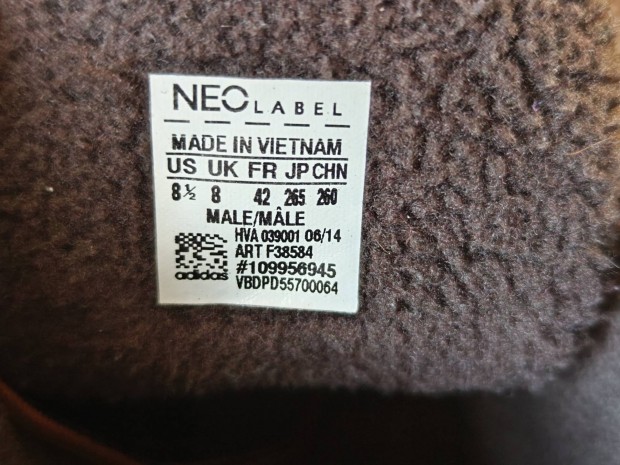 NEO LABEL
MADE IN VIETNAM
US UK FR JP CHN
8½ 8 42 265 260
MALE/MÂLE
HVA 039001 06/14
ART F38584
#109956945
adidas VBDPD55700064